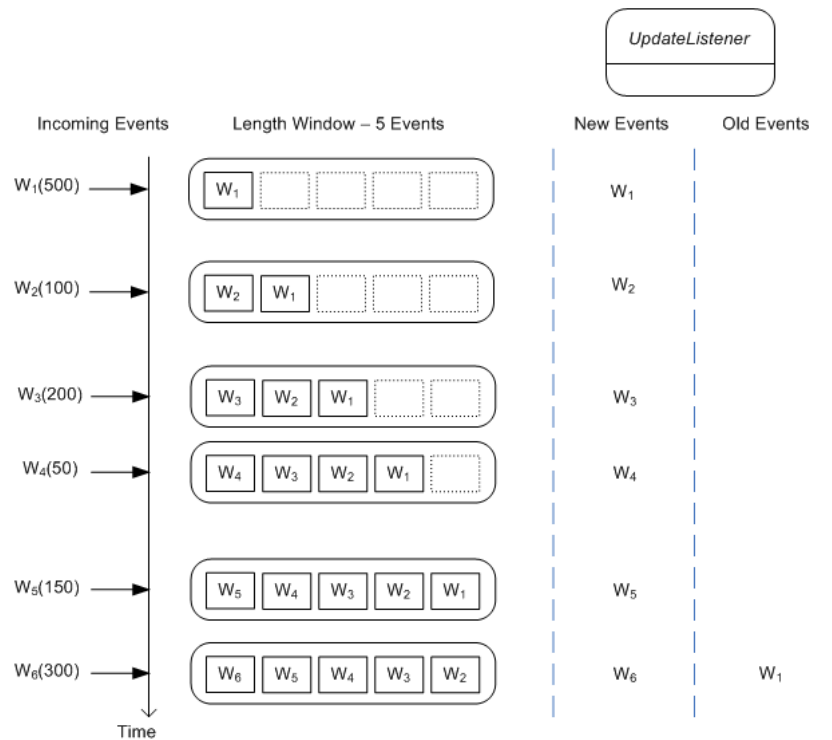 UpdateListener
Incoming Events Length Window – 5 Events New Events Old Events
W₁(500) W₁ W₁
W₂(100) W₂ W₁ W₂
W₃(200) W₃ W₂ W₁ W₃
W₄(50) W₄ W₃ W₂ W₁ W₄
W₅(150) W₅ W₄ W₃ W₂ W₁ W₅
W₆(300) W₆ W₅ W₄ W₃ W₂ W₆ W₁
Time